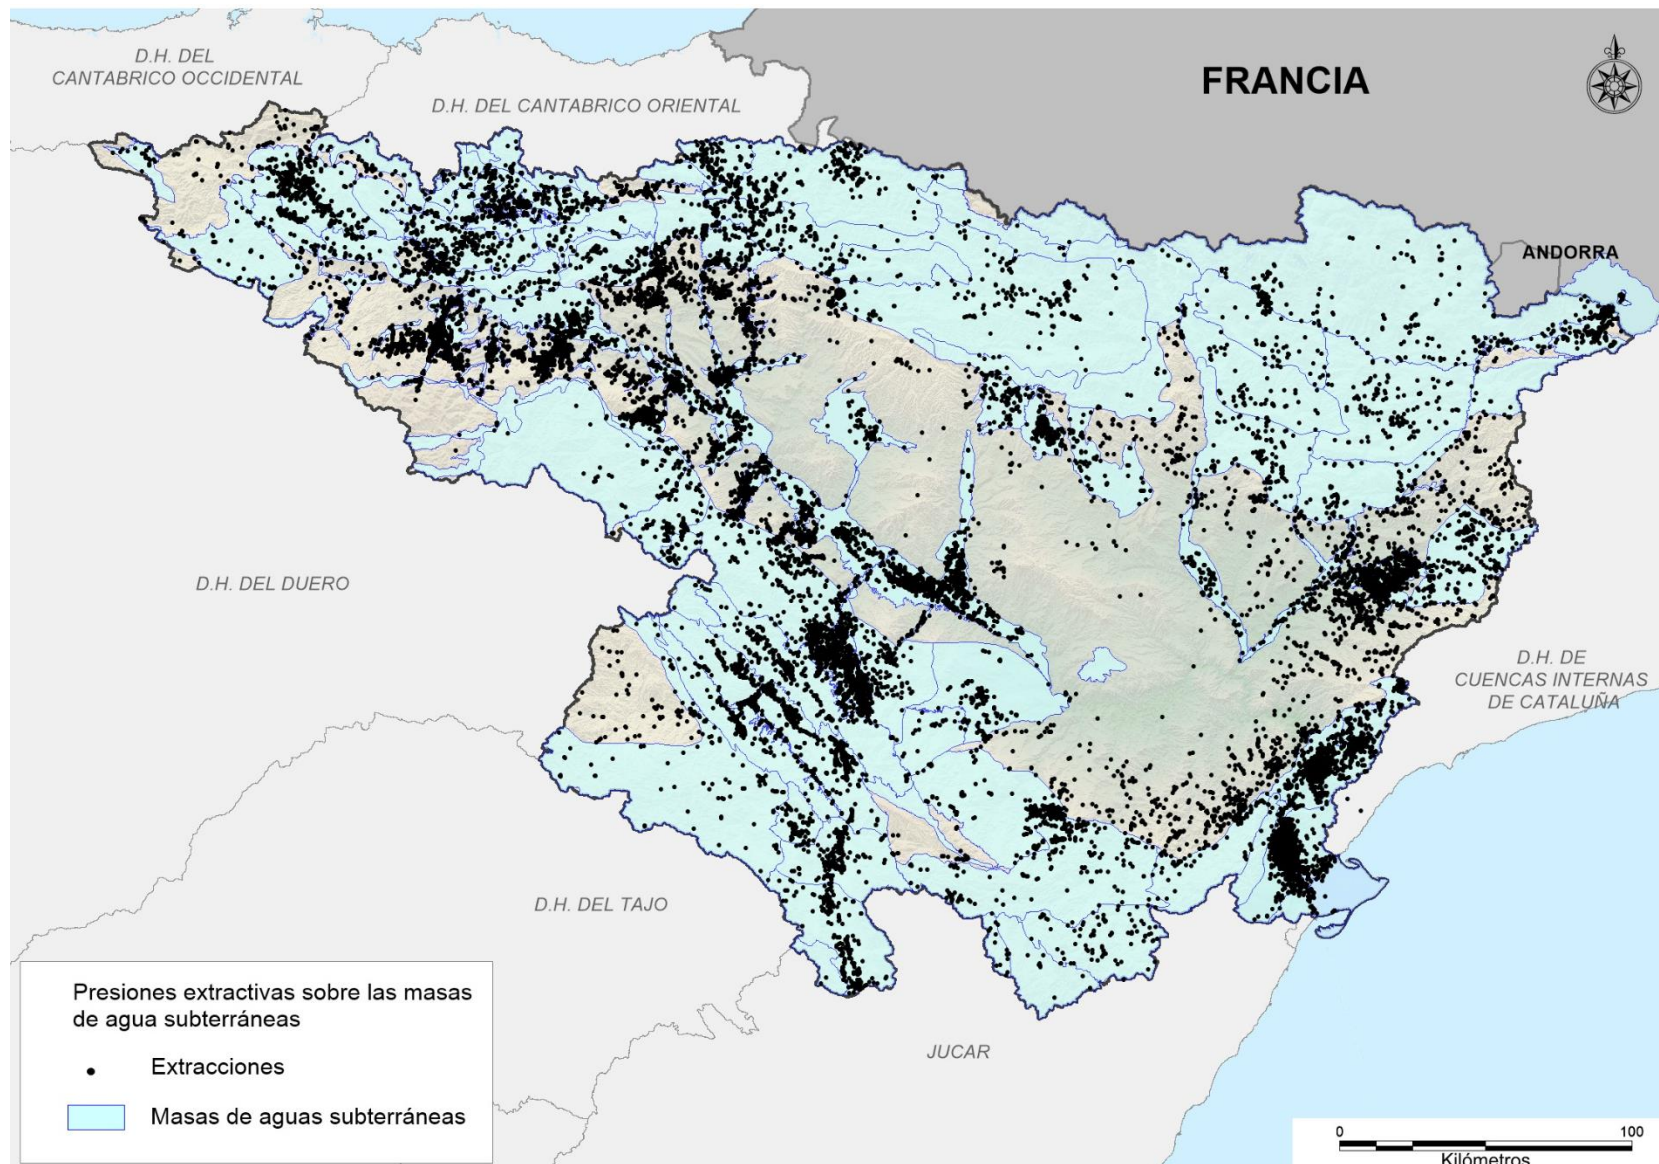 D.H. DEL
CANTABRICO OCCIDENTAL
D.H. DEL CANTABRICO ORIENTAL
FRANCIA
ANDORRA
D.H. DEL DUERO
D.H. DE
CUENCAS INTERNAS
DE CATALUÑA
D.H. DEL TAJO
JUCAR
Presiones extractivas sobre las masas
de agua subterráneas
Extracciones
Masas de aguas subterráneas
0 100
Kilómetros